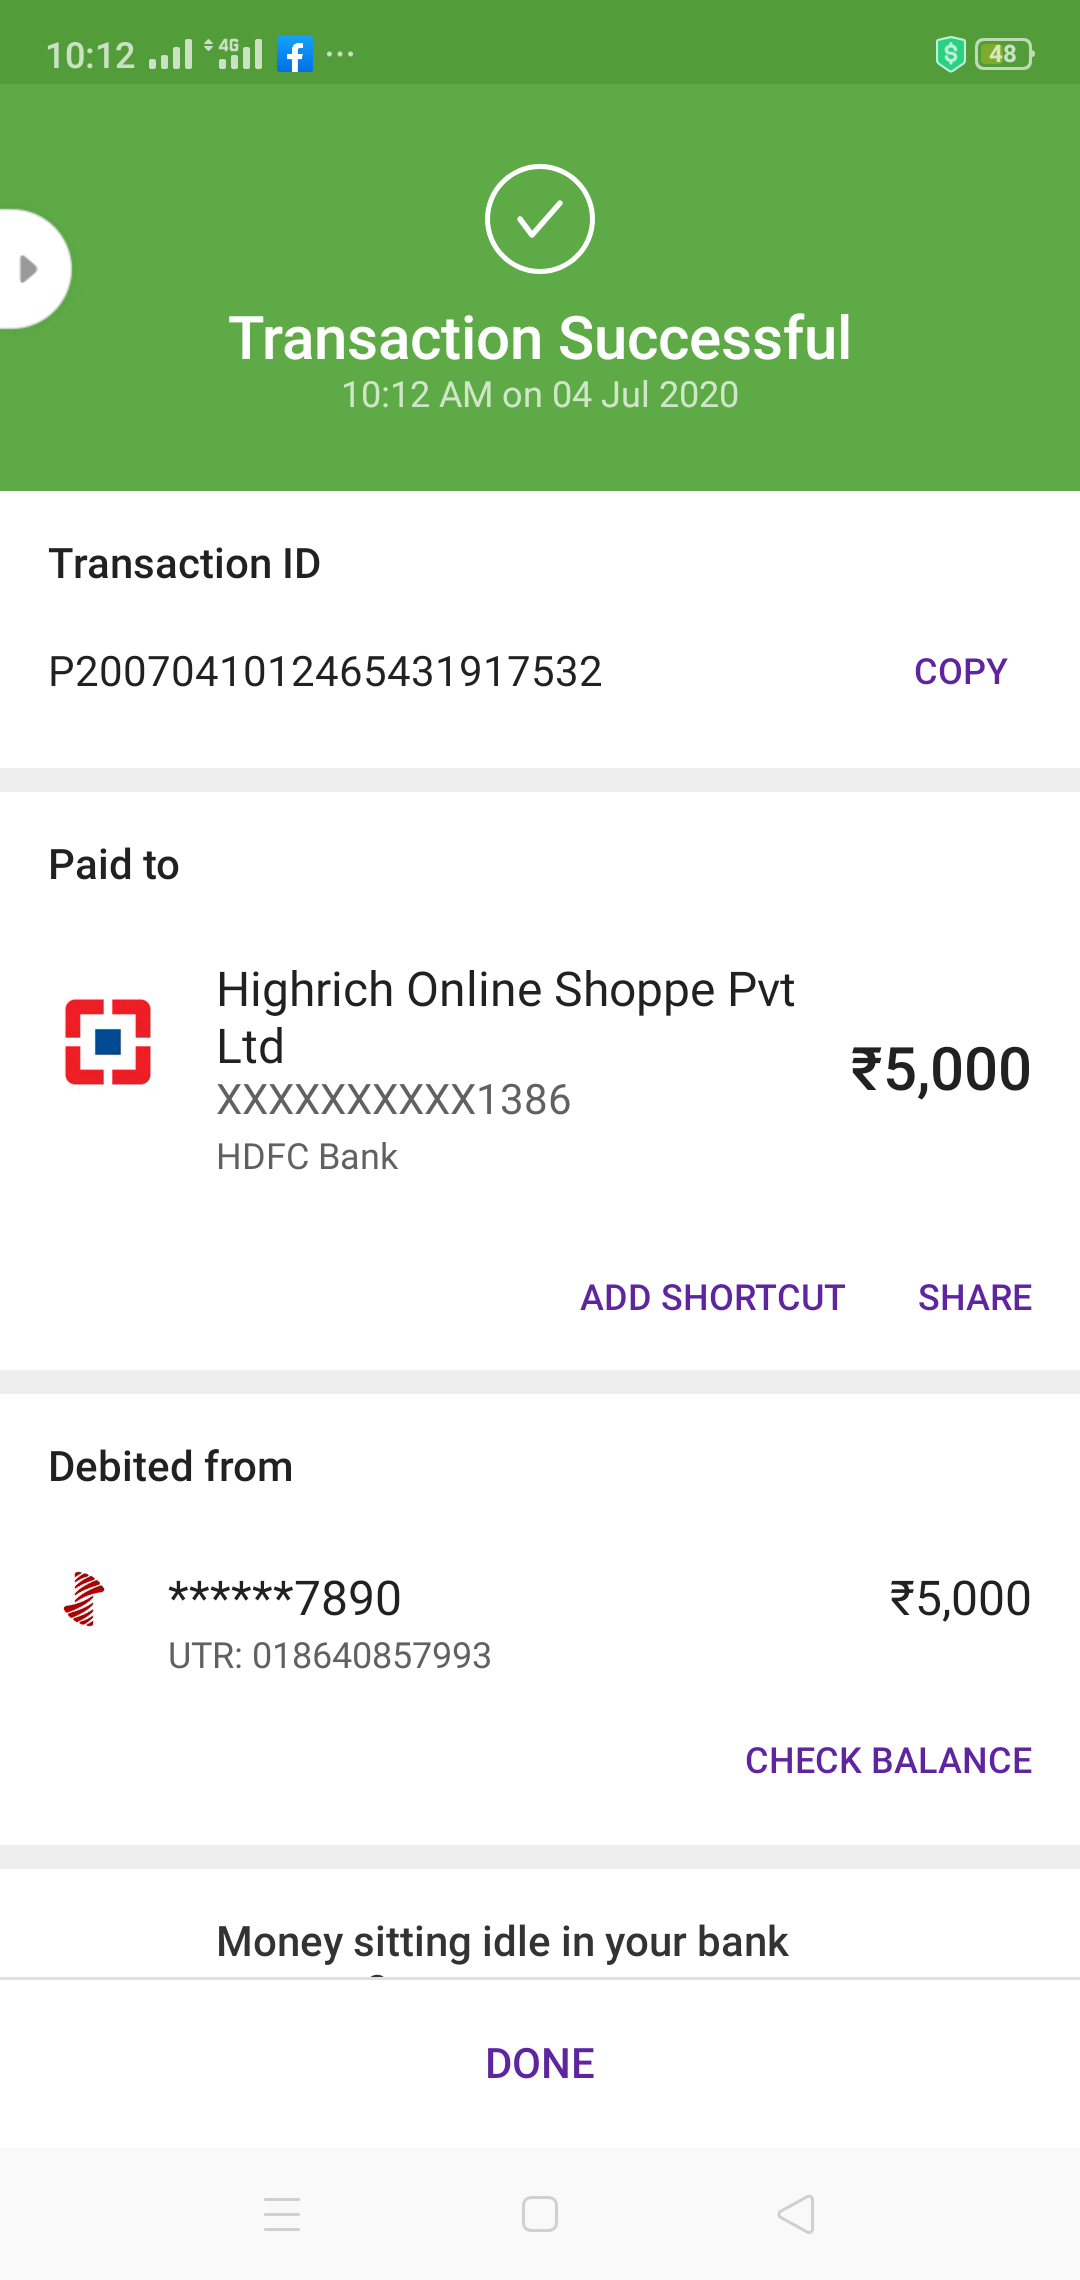 10:12 4G 48
Transaction Successful
10:12 AM on 04 Jul 2020
Transaction ID
P2007041012465431917532 COPY
Paid to
Highrich Online Shoppe Pvt
Ltd
₹5,000
XXXXXXXXXX1386
HDFC Bank
ADD SHORTCUT SHARE
Debited from
******7890 ₹5,000
UTR: 018640857993
CHECK BALANCE
Money sitting idle in your bank
DONE